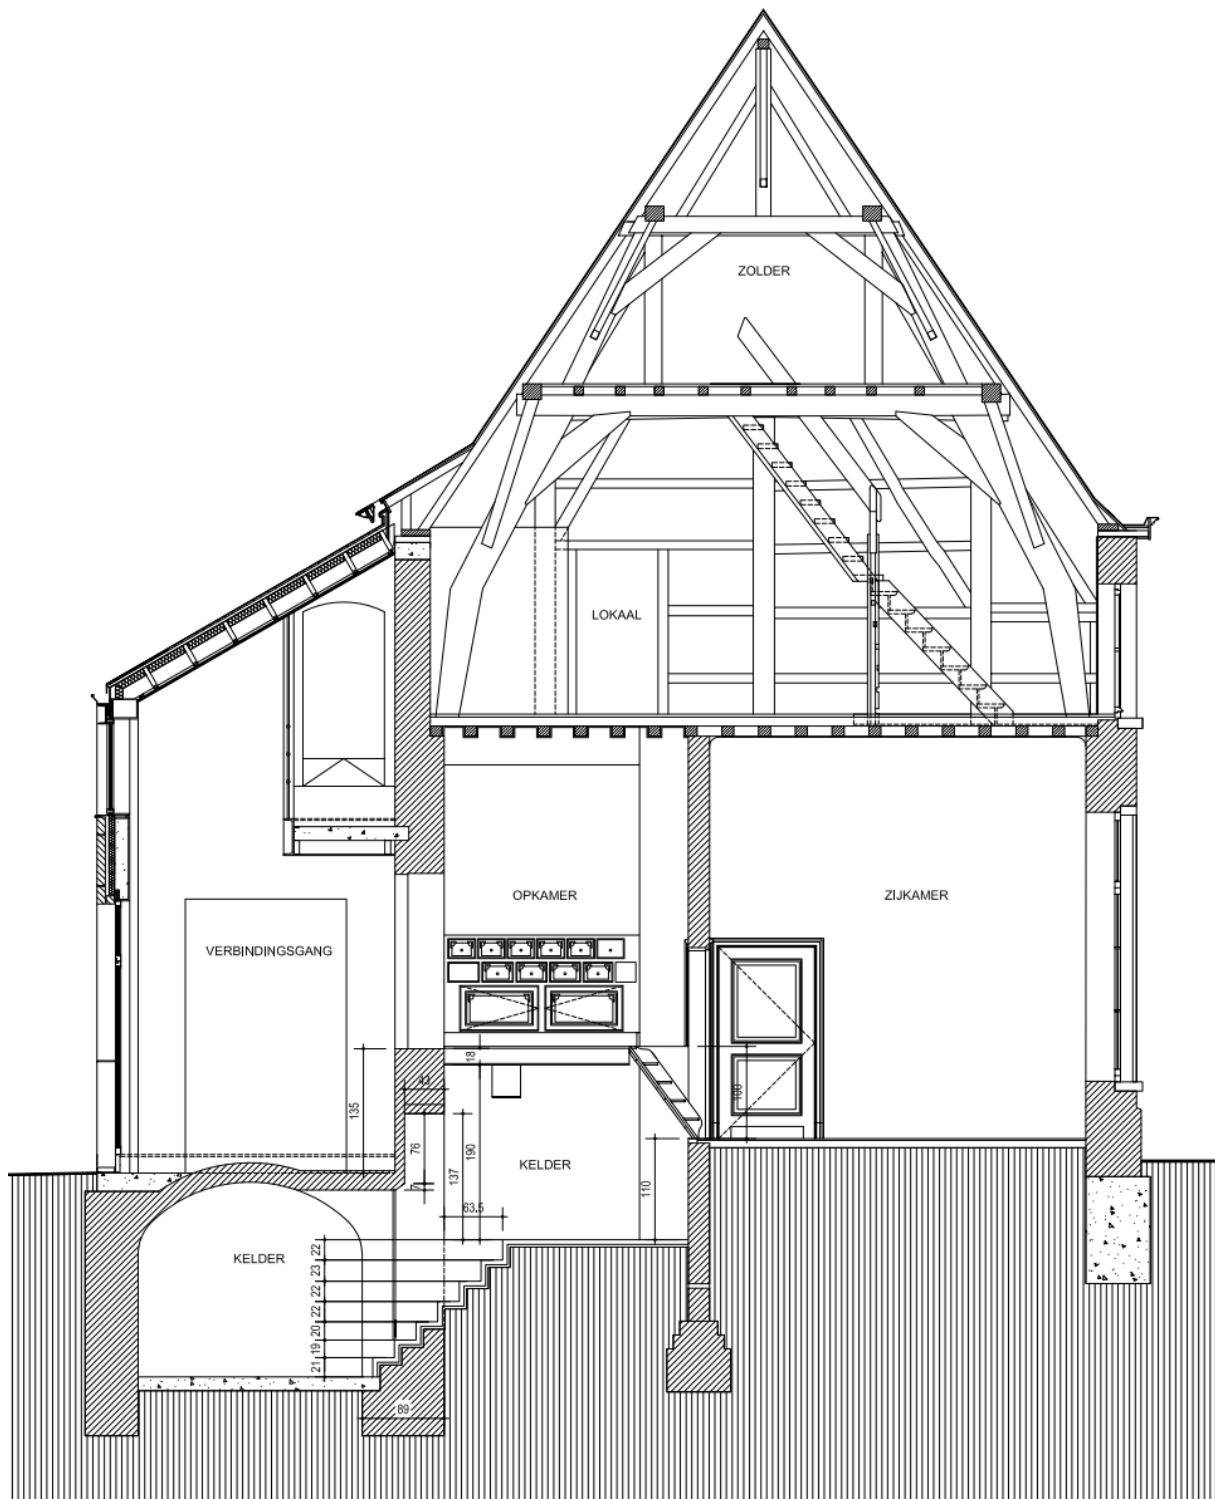 ZOLDER
LOKAAL
OPKAMER
ZIJKAMER
VERBINDINGSGANG
18
43
135
100
76
190
137
KELDER
7
110
63.5
22
KELDER
23
22
22
20
19
21
89